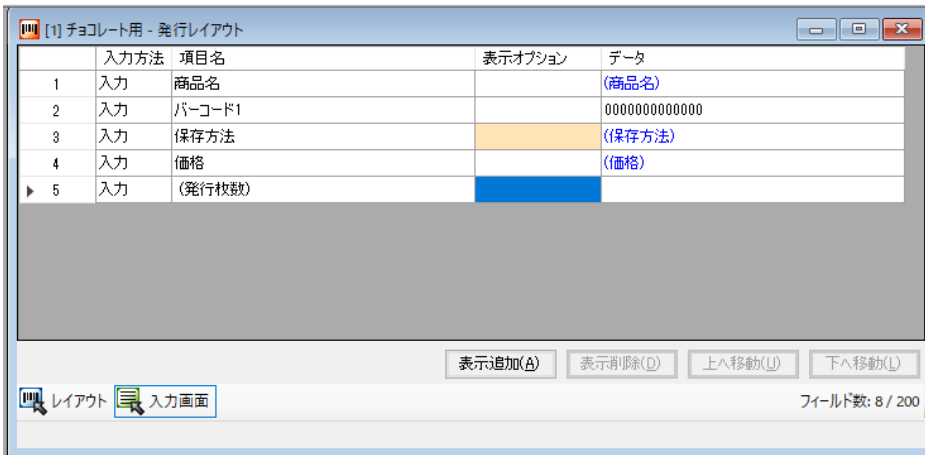 [1] チョコレート用 - 発行レイアウト
入力方法 項目名 表示オプション データ
1 入力 商品名 (商品名)
2 入力 バーコード1 0000000000000
3 入力 保存方法 (保存方法)
4 入力 価格 (価格)
5 入力 (発行枚数)
表示追加(A) 表示削除(D) 上へ移動(U) 下へ移動(L)
レイアウト 入力画面 フィールド数: 8 / 200